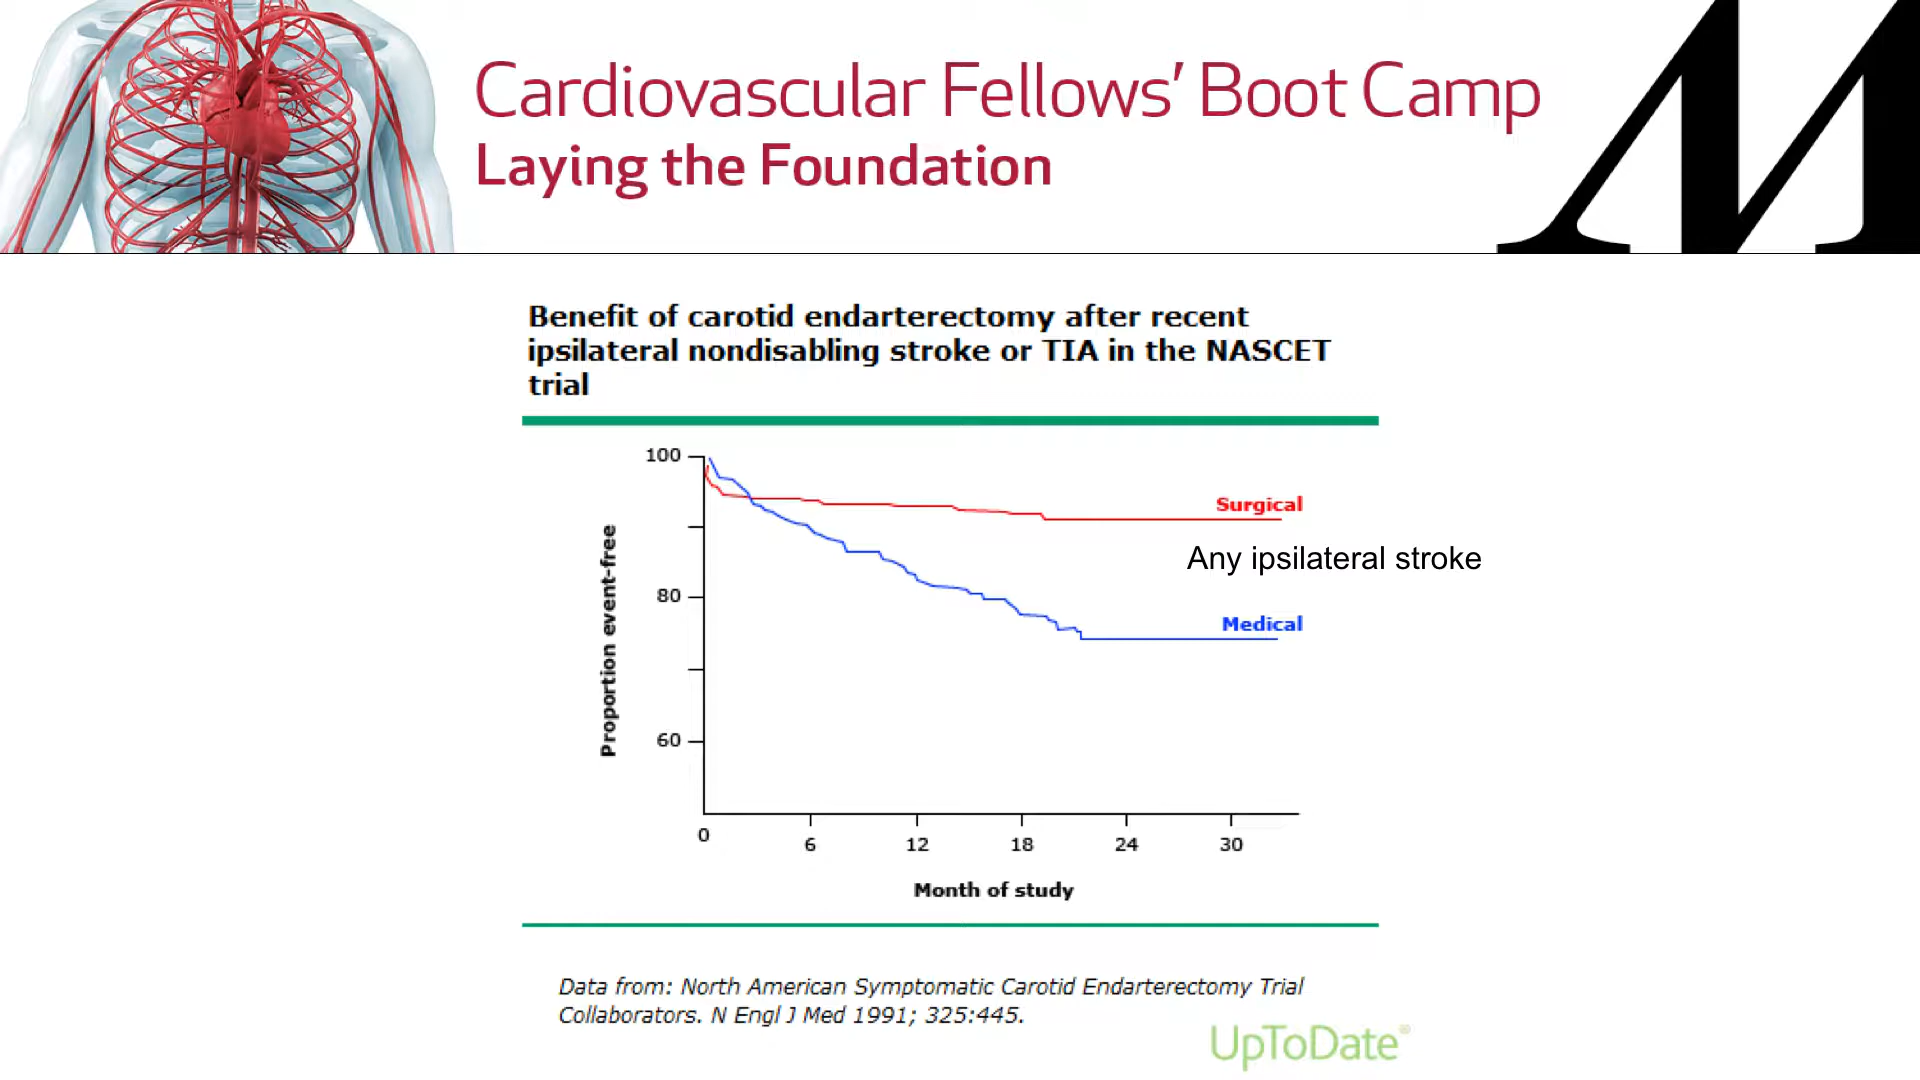 Cardiovascular Fellows’ Boot Camp
Laying the Foundation
M
Benefit of carotid endarterectomy after recent
ipsilateral nondisabling stroke or TIA in the NASCET
trial
100
80
60
Proportion event-free
Surgical
Any ipsilateral stroke
Medical
0 6 12 18 24 30
Month of study
Data from: North American Symptomatic Carotid Endarterectomy Trial
Collaborators. N Engl J Med 1991; 325:445.
UpToDate®